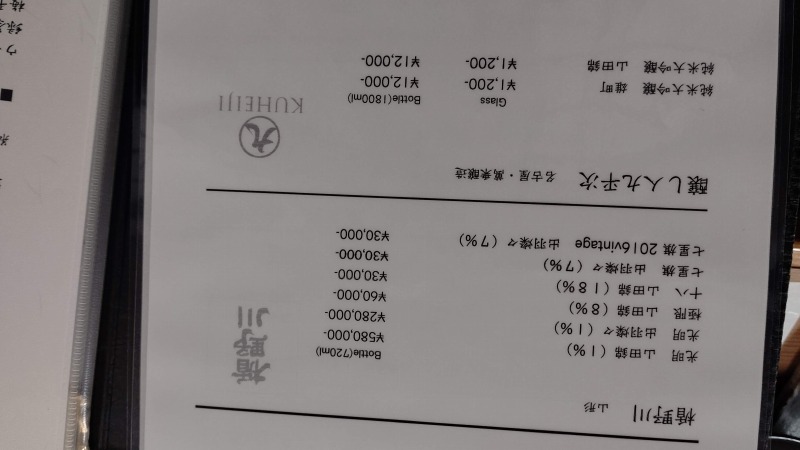 楯野川 山形
Bottle(720ml)
光明 山田錦（1%） ¥580,000-
光明 出羽燦々（1%） ¥280,000-
極限 山田錦（8%） ¥60,000-
十八 山田錦（18%） ¥30,000-
七星旗 出羽燦々（7%） ¥30,000-
七星旗 2016vintage 出羽燦々（7%） ¥30,000-
楯野川
醸し人九平次 名古屋・萬乗醸造
九
KUHEIJI
Glass Bottle(1800ml)
純米大吟醸 雄町 ¥1,200- ¥12,000-
純米大吟醸 山田錦 ¥1,200- ¥12,000-